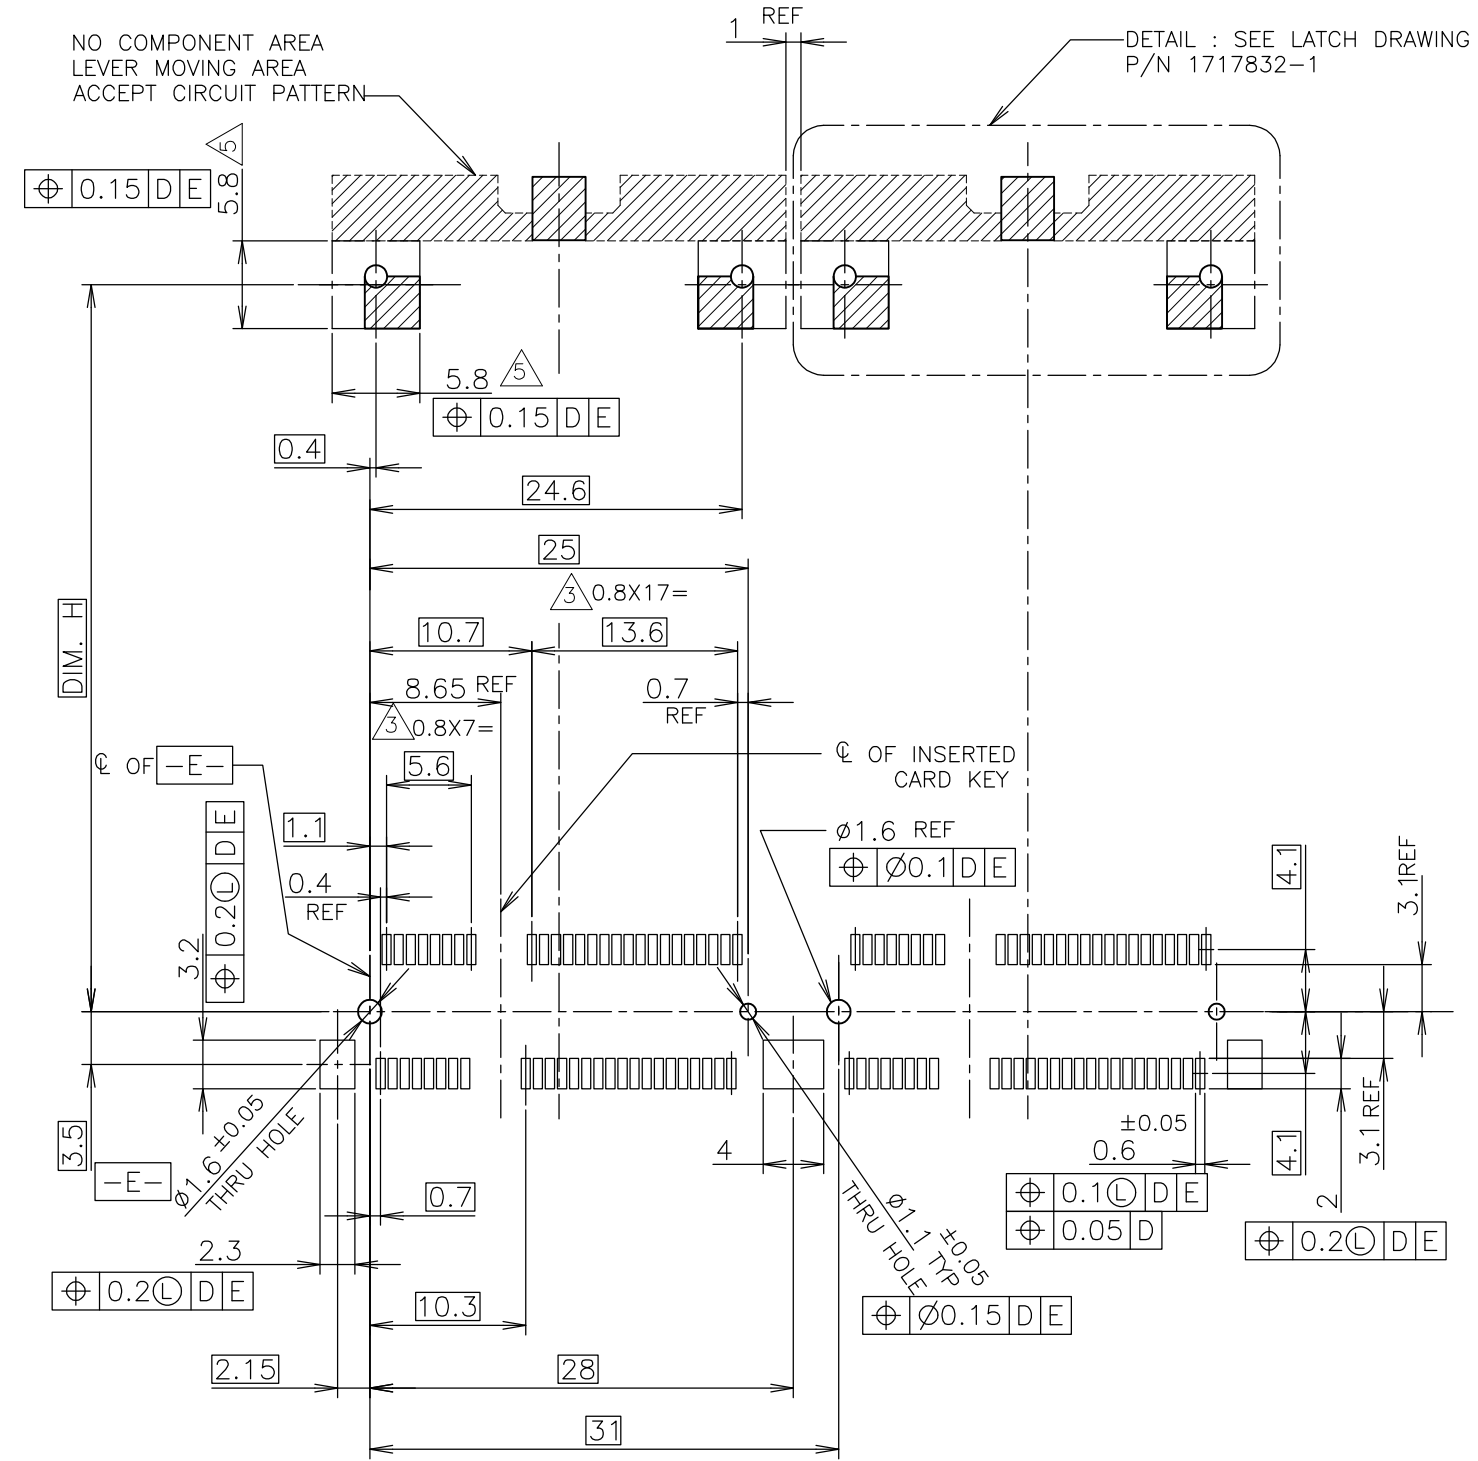 1 REF
NO COMPONENT AREA
LEVER MOVING AREA
ACCEPT CIRCUIT PATTERN
DETAIL : SEE LATCH DRAWING
P/N 1717832-1
5
5.8
⌖ 0.15 D E
5.8
5
⌖ 0.15 D E
0.4
24.6
25
3 0.8X17=
10.7
13.6
DIM. H
8.65 REF
0.7
REF
3 0.8X7=
℄ OF -E-
5.6
℄ OF INSERTED
CARD KEY
1.1
⌀1.6 REF
⌖ ⌀0.1 D E
0.4
REF
3.2
⌖ 0.2Ⓛ D E
4.1
3.1REF
3.5
-E-
⌀1.6 ±0.05
THRU HOLE
0.7
4
⌀1.1 TYP ±0.05
THRU HOLE
⌖ ⌀0.15 D E
±0.05
0.6
⌖ 0.1Ⓛ D E
⌖ 0.05 D
4.1
3.1 REF
2
⌖ 0.2Ⓛ D E
2.3
⌖ 0.2Ⓛ D E
10.3
2.15
28
31